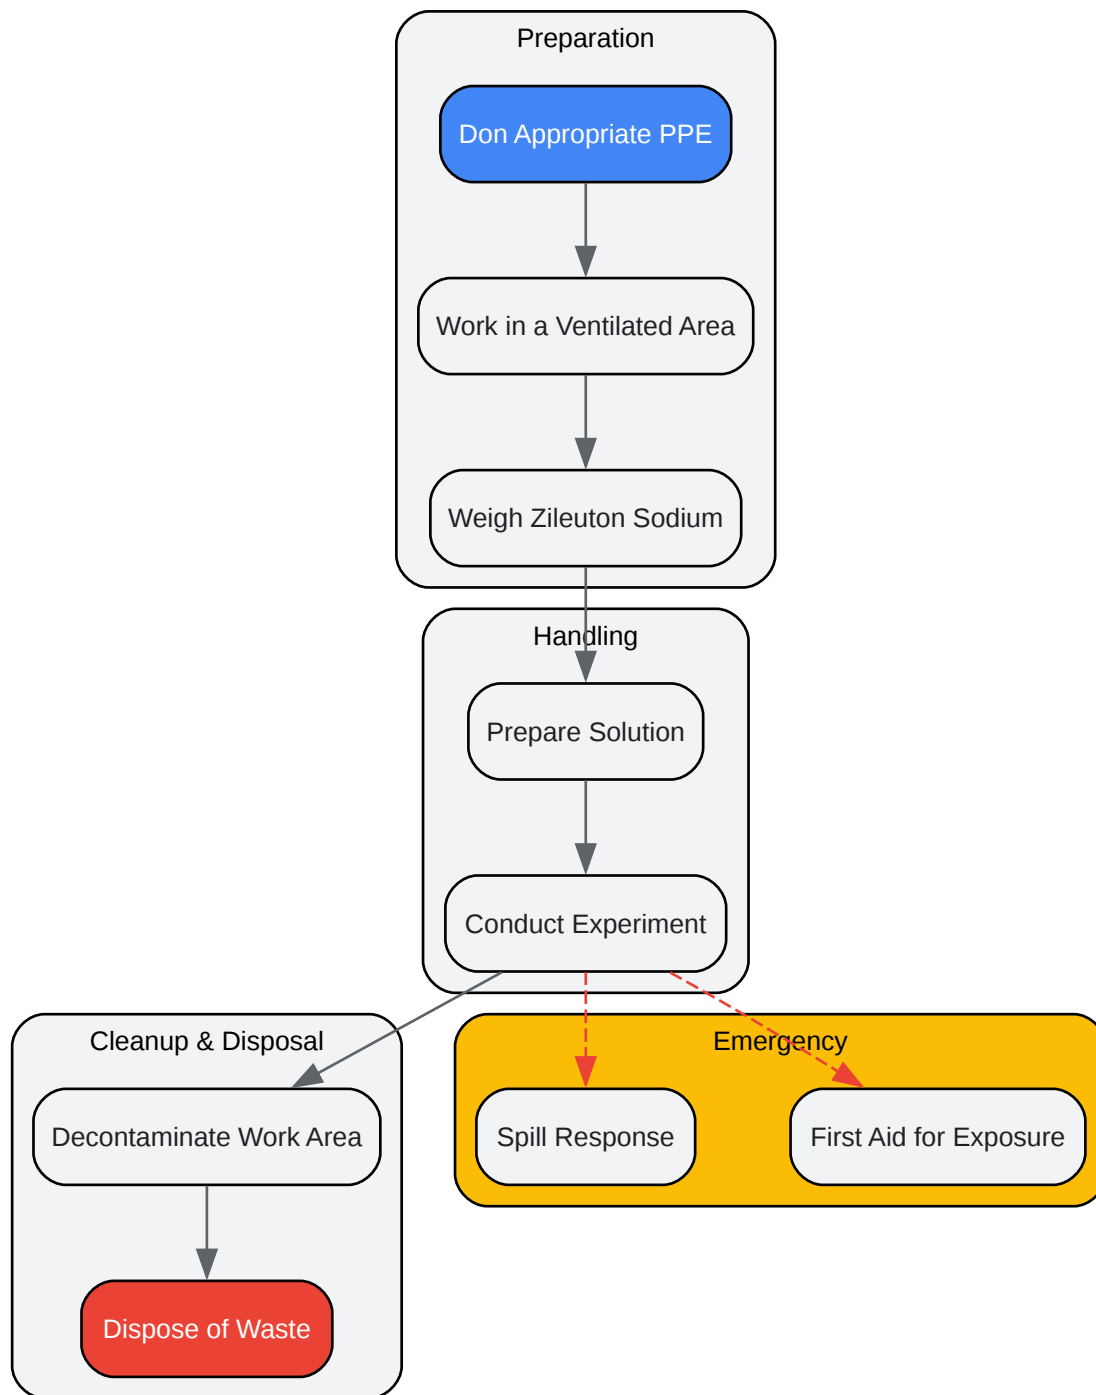 Preparation
Don Appropriate PPE
Work in a Ventilated Area
Weigh Zileuton Sodium
Handling
Prepare Solution
Conduct Experiment
Cleanup & Disposal
Decontaminate Work Area
Dispose of Waste
Emergency
Spill Response
First Aid for Exposure